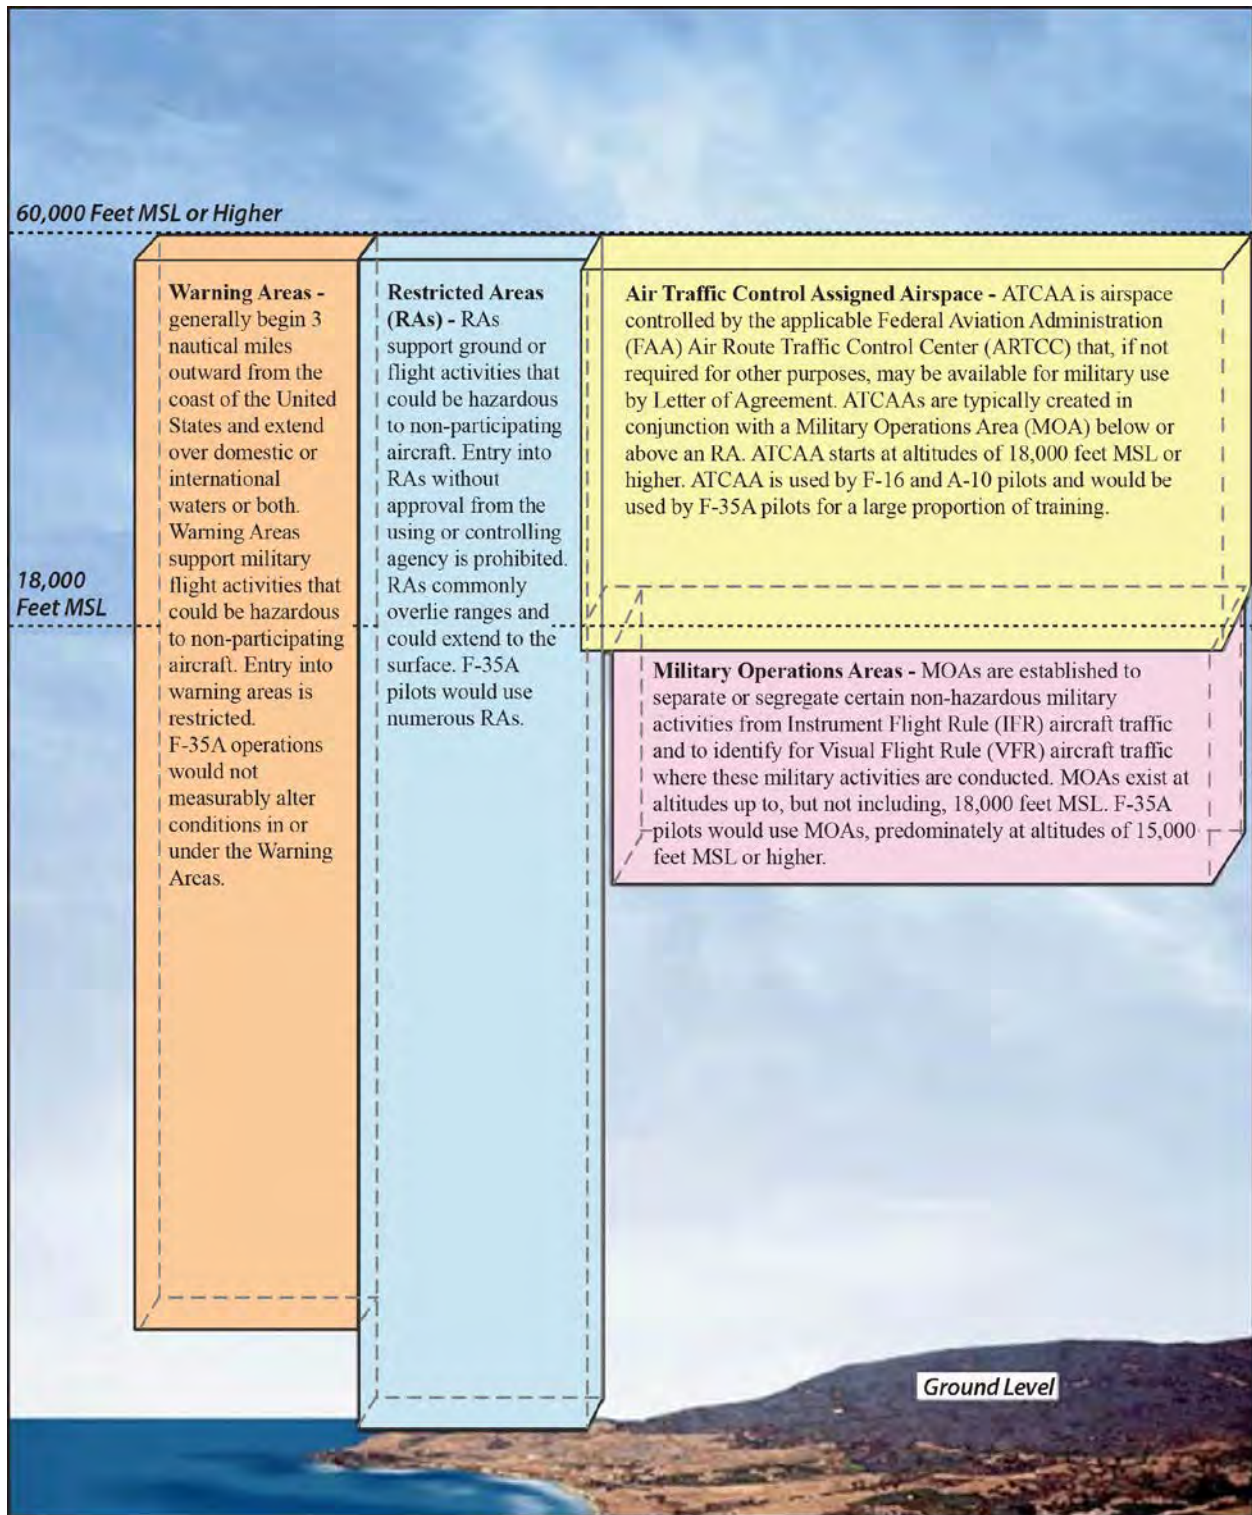 60,000 Feet MSL or Higher
Warning Areas -
generally begin 3
nautical miles
outward from the
coast of the United
States and extend
over domestic or
international
waters or both.
Warning Areas
support military
flight activities that
could be hazardous
to non-participating
aircraft. Entry into
warning areas is
restricted.
F-35A operations
would not
measurably alter
conditions in or
under the Warning
Areas.
Restricted Areas
(RAs) - RAs
support ground or
flight activities that
could be hazardous
to non-participating
aircraft. Entry into
RAs without
approval from the
using or controlling
agency is prohibited.
RAs commonly
overlie ranges and
could extend to the
surface. F-35A
pilots would use
numerous RAs.
Air Traffic Control Assigned Airspace - ATCAA is airspace
controlled by the applicable Federal Aviation Administration
(FAA) Air Route Traffic Control Center (ARTCC) that, if not
required for other purposes, may be available for military use
by Letter of Agreement. ATCAAs are typically created in
conjunction with a Military Operations Area (MOA) below or
above an RA. ATCAA starts at altitudes of 18,000 feet MSL or
higher. ATCAA is used by F-16 and A-10 pilots and would be
used by F-35A pilots for a large proportion of training.
18,000
Feet MSL
Military Operations Areas - MOAs are established to
separate or segregate certain non-hazardous military
activities from Instrument Flight Rule (IFR) aircraft traffic
and to identify for Visual Flight Rule (VFR) aircraft traffic
where these military activities are conducted. MOAs exist at
altitudes up to, but not including, 18,000 feet MSL. F-35A
pilots would use MOAs, predominately at altitudes of 15,000
feet MSL or higher.
Ground Level